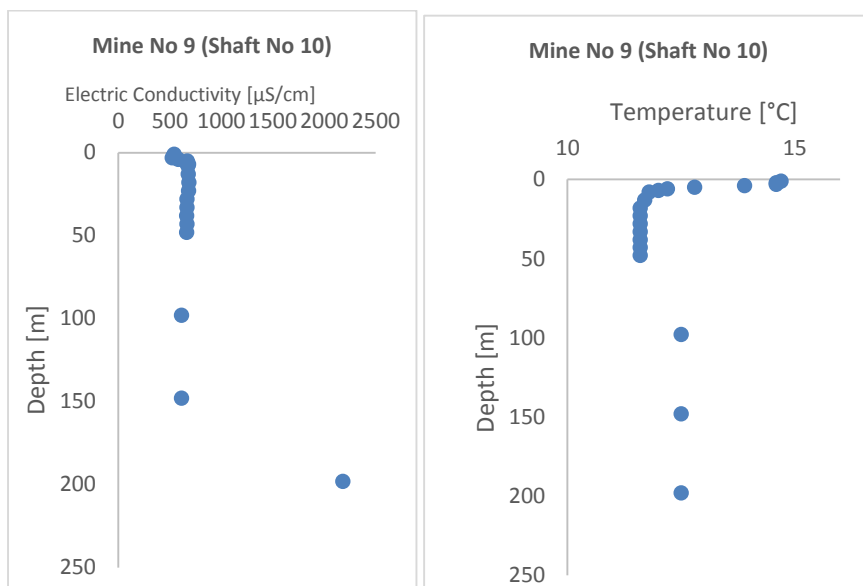 Mine No 9 (Shaft No 10)
Electric Conductivity [µS/cm]
0 500 1000 1500 2000 2500
0
50
100
150
200
250
Depth [m]
Mine No 9 (Shaft No 10)
Temperature [°C]
10 15
0
50
100
150
200
250
Depth [m]